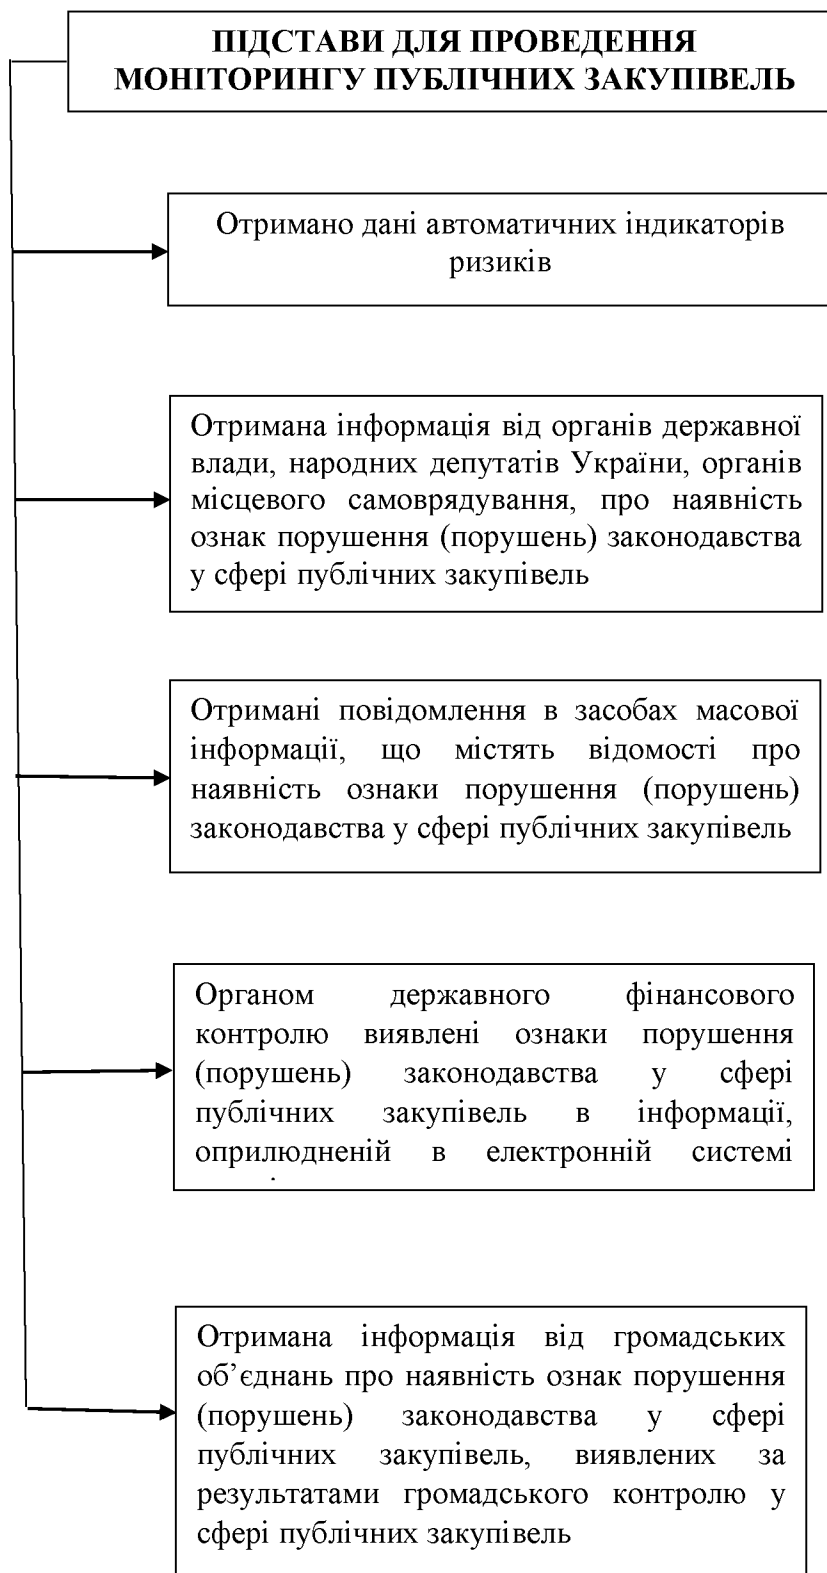 ПІДСТАВИ ДЛЯ ПРОВЕДЕННЯ
МОНІТОРИНГУ ПУБЛІЧНИХ ЗАКУПІВЕЛЬ
Отримано дані автоматичних індикаторів
ризиків
Отримана інформація від органів державної
влади, народних депутатів України, органів
місцевого самоврядування, про наявність
ознак порушення (порушень) законодавства
у сфері публічних закупівель
Отримані повідомлення в засобах масової
інформації, що містять відомості про
наявність ознаки порушення (порушень)
законодавства у сфері публічних закупівель
Органом державного фінансового
контролю виявлені ознаки порушення
(порушень) законодавства у сфері
публічних закупівель в інформації,
оприлюдненій в електронній системі
Отримана інформація від громадських
об’єднань про наявність ознак порушення
(порушень) законодавства у сфері
публічних закупівель, виявлених за
результатами громадського контролю у
сфері публічних закупівель